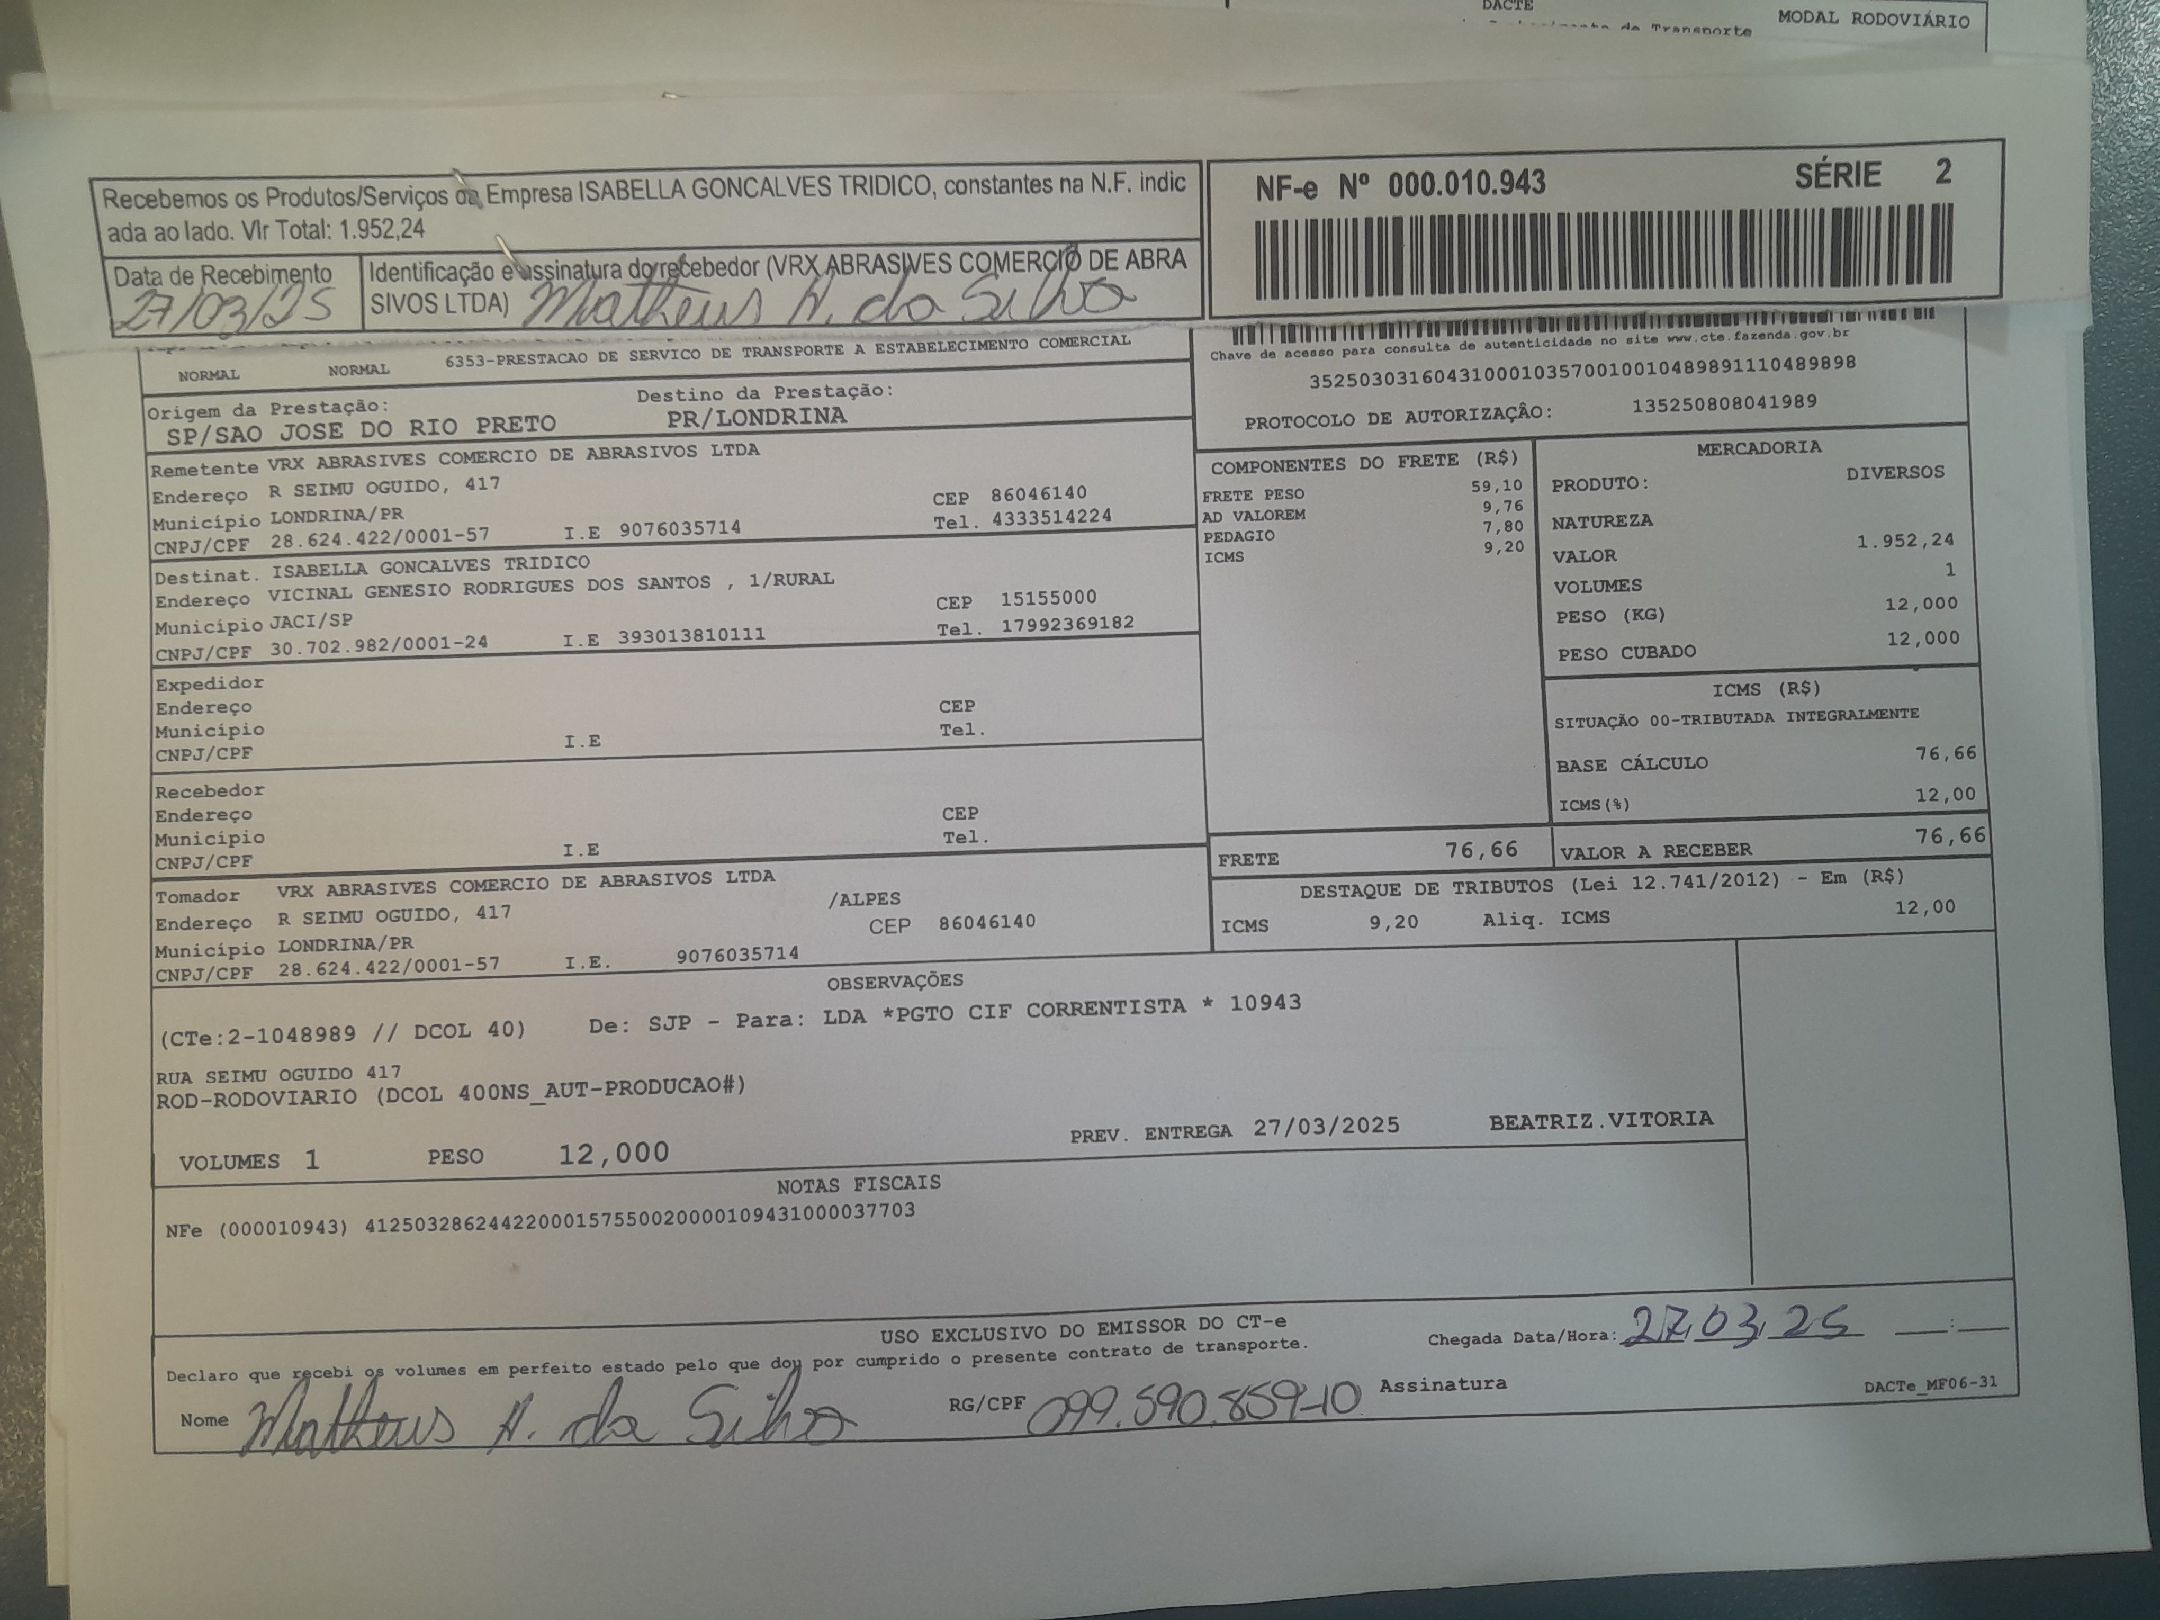 DACTE
de Transporte
MODAL RODOVIÁRIO
Recebemos os Produtos/Serviços da Empresa ISABELLA GONCALVES TRIDICO, constantes na N.F. indic
ada ao lado. Vlr Total: 1.952,24
Data de Recebimento
27/03/25
Identificação e assinatura do recebedor (VRX ABRASIVES COMERCIO DE ABRA
SIVOS LTDA) Matheus A. da Silva
NF-e Nº 000.010.943 SÉRIE 2
NORMAL NORMAL 6353-PRESTACAO DE SERVICO DE TRANSPORTE A ESTABELECIMENTO COMERCIAL
Chave de acesso para consulta de autenticidade no site www.cte.fazenda.gov.br
35250303160431000103570010010489891110489898
PROTOCOLO DE AUTORIZAÇÂO: 135250808041989
Origem da Prestação: Destino da Prestação:
SP/SAO JOSE DO RIO PRETO PR/LONDRINA
Remetente VRX ABRASIVES COMERCIO DE ABRASIVOS LTDA
Endereço R SEIMU OGUIDO, 417 CEP 86046140
Município LONDRINA/PR Tel. 4333514224
CNPJ/CPF 28.624.422/0001-57 I.E 9076035714
Destinat. ISABELLA GONCALVES TRIDICO
Endereço VICINAL GENESIO RODRIGUES DOS SANTOS , 1/RURAL CEP 15155000
Município JACI/SP Tel. 17992369182
CNPJ/CPF 30.702.982/0001-24 I.E 393013810111
Expedidor
Endereço CEP
Município Tel.
CNPJ/CPF I.E
Recebedor
Endereço CEP
Município Tel.
CNPJ/CPF I.E
Tomador VRX ABRASIVES COMERCIO DE ABRASIVOS LTDA
Endereço R SEIMU OGUIDO, 417 /ALPES
Município LONDRINA/PR CEP 86046140
CNPJ/CPF 28.624.422/0001-57 I.E. 9076035714
COMPONENTES DO FRETE (R$)
FRETE PESO 59,10
AD VALOREM 9,76
PEDAGIO 7,80
ICMS 9,20
MERCADORIA
PRODUTO: DIVERSOS
NATUREZA
VALOR 1.952,24
VOLUMES 1
PESO (KG) 12,000
PESO CUBADO 12,000
ICMS (R$)
SITUAÇÃO 00-TRIBUTADA INTEGRALMENTE
BASE CÁLCULO 76,66
ICMS(%) 12,00
FRETE 76,66 VALOR A RECEBER 76,66
DESTAQUE DE TRIBUTOS (Lei 12.741/2012) - Em (R$)
ICMS 9,20 Aliq. ICMS 12,00
OBSERVAÇÕES
(CTe:2-1048989 // DCOL 40) De: SJP - Para: LDA *PGTO CIF CORRENTISTA * 10943
RUA SEIMU OGUIDO 417
ROD-RODOVIARIO (DCOL 400NS_AUT-PRODUCAO#)
VOLUMES 1 PESO 12,000 PREV. ENTREGA 27/03/2025 BEATRIZ.VITORIA
NOTAS FISCAIS
NFe (000010943) 41250328624422000157550020000109431000037703
USO EXCLUSIVO DO EMISSOR DO CT-e
Declaro que recebi os volumes em perfeito estado pelo que dou por cumprido o presente contrato de transporte.
Chegada Data/Hora: 27.03.25 :
Nome Matheus A. da Silva RG/CPF 099.590.859-10 Assinatura
DACTe_MF06-31